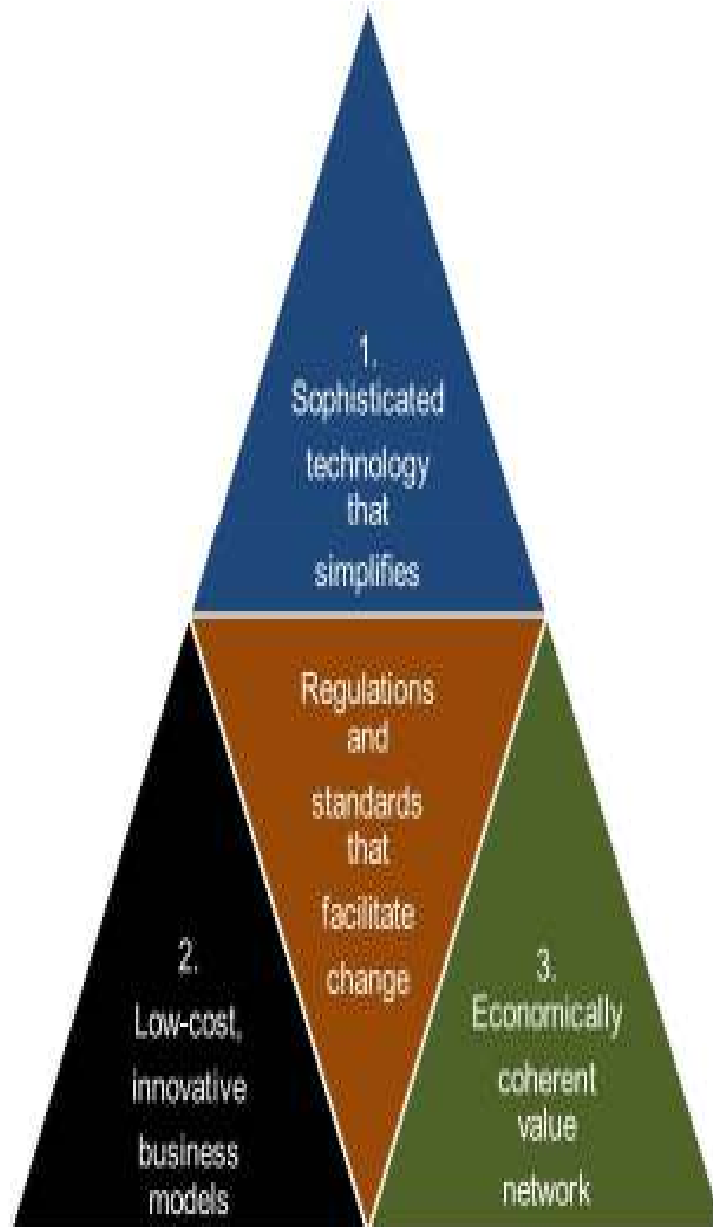 1.
Sophisticated
technology
that
simplifies
Regulations
and
standards
that
facilitate
change
2.
Low-cost,
innovative
business
models
3.
Economically
coherent
value
network